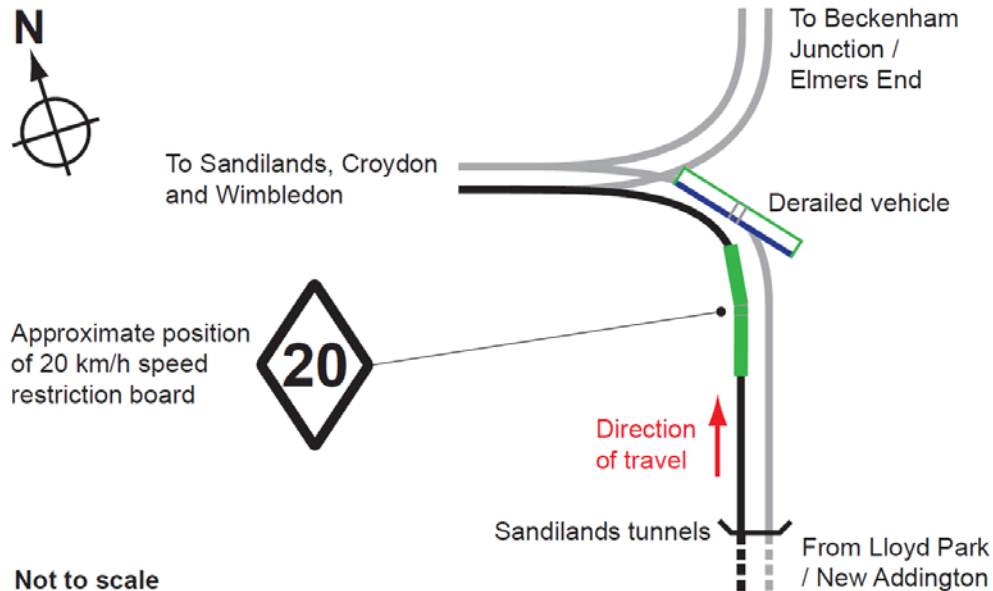 N
To Beckenham
Junction /
Elmers End
To Sandilands, Croydon
and Wimbledon
Derailed vehicle
Approximate position
of 20 km/h speed
restriction board
20
Direction
of travel
Sandilands tunnels
From Lloyd Park
/ New Addington
Not to scale